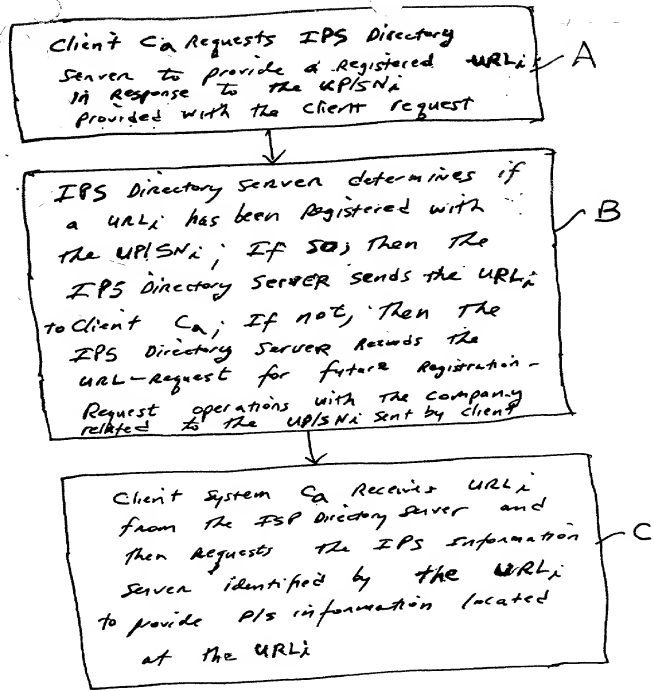 Client Ca Requests IPS Directory
Server to provide a Registered URLi
in Response to the UP/SNi
provided with the client request
A
IPS Directory Server determines if
a URLi has been Registered with
the UP/SNi; If so, Then the
IPS Directory Server sends the URLi
to Client Ca; If not, Then the
IPS Directory Server Records the
URL-Request for future Registration-
Request operations with the company
related to the UP/SNi sent by client
B
Client System Ca Receives URLi
from the ISP Directory Server and
then Requests the IPS Information
Server identified by the URLi
to provide P/S information located
at the URLi
C